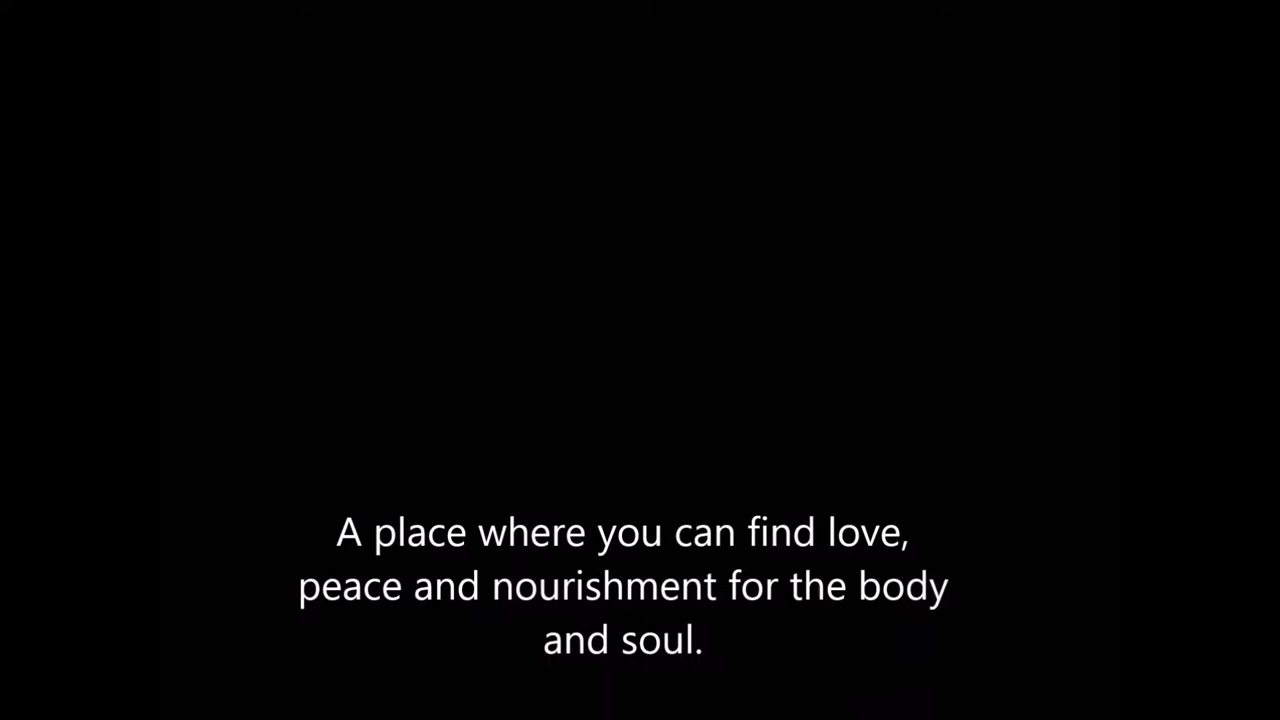 A place where you can find love,
peace and nourishment for the body
and soul.